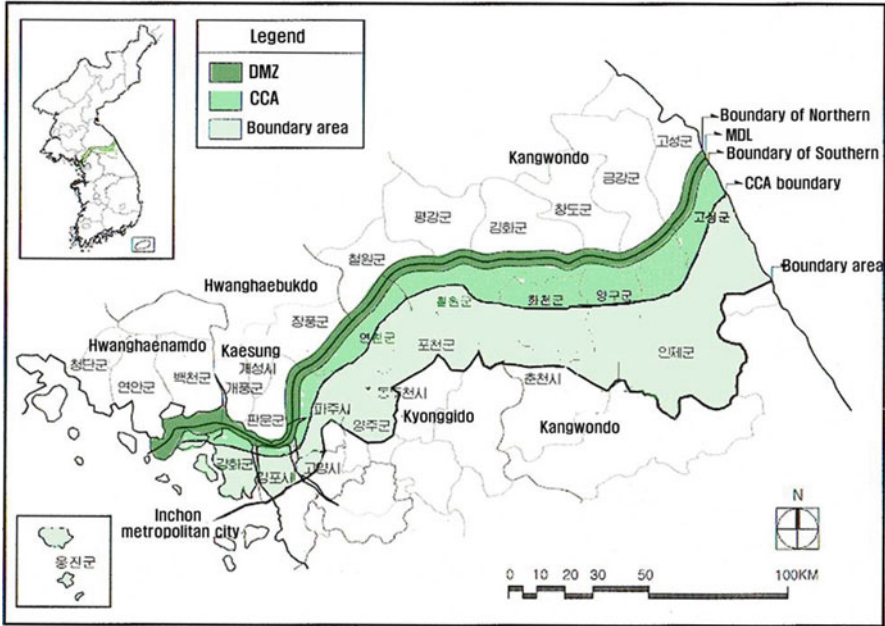 Legend
DMZ
CCA
Boundary area
Boundary of Northern
MDL
Boundary of Southern
CCA boundary
Boundary area
Kangwondo
고성군
금강군
창도군
김화군
평강군
철원군
고성군
Hwanghaebukdo
장풍군
철원군
화천군
양구군
연천군
포천군
인제군
Hwanghaenamdo
Kaesung
개성시
청단군
연안군
백천군
개풍군
판문군
파주시
춘천시
양주군
Kyonggido
Kangwondo
강화군
김포시
고양시
Inchon
metropolitan city
옹진군
N
0 10 20 30 50 100KM